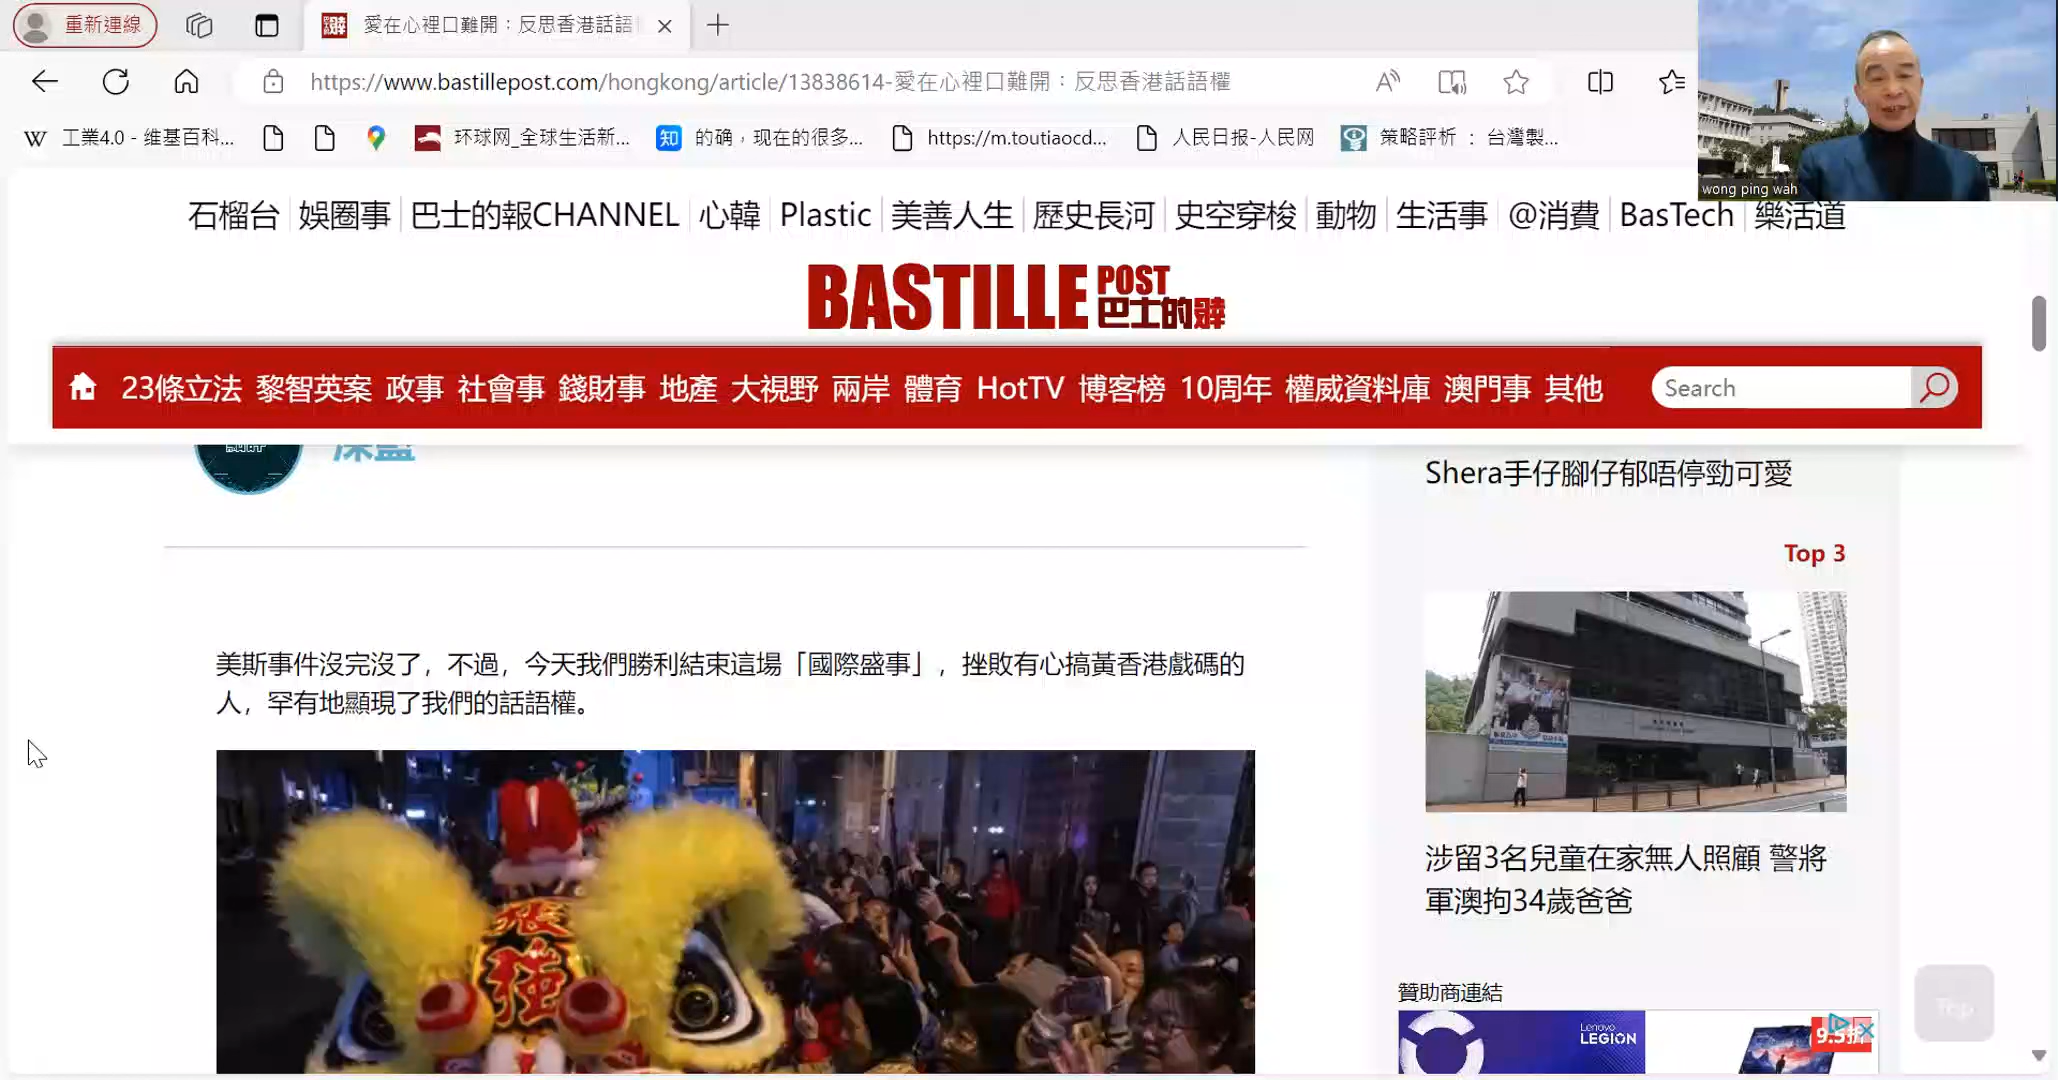 重新連線
愛在心裡口難開：反思香港話語
https://www.bastillepost.com/hongkong/article/13838614-愛在心裡口難開：反思香港話語權
工業4.0 - 维基百科...
环球网_全球生活新...
的确，现在的很多...
https://m.toutiaocd...
人民日报-人民网
策略評析 ： 台灣製...
wong ping wah
石榴台 娛圈事 巴士的報CHANNEL 心韓 Plastic 美善人生 歷史長河 史空穿梭 動物 生活事 @消費 BasTech 樂活道
BASTILLE POST 巴士的報
23條立法 黎智英案 政事 社會事 錢財事 地產 大視野 兩岸 體育 HotTV 博客榜 10周年 權威資料庫 澳門事 其他 Search
深藍
Shera手仔腳仔郁唔停勁可愛
Top 3
美斯事件沒完沒了，不過，今天我們勝利結束這場「國際盛事」，挫敗有心搞黃香港戲碼的
人，罕有地顯現了我們的話語權。
張
強
涉留3名兒童在家無人照顧 警將
軍澳拘34歲爸爸
贊助商連結
Lenovo
LEGION
9.5折
Top